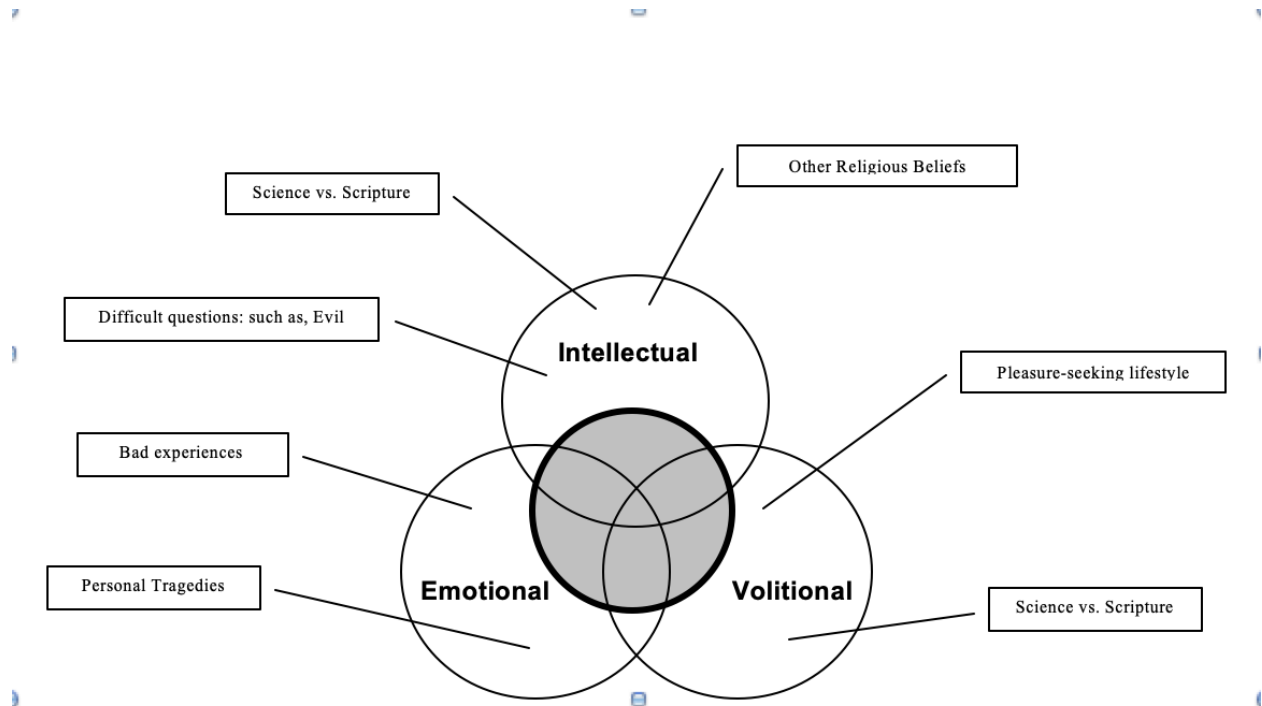 Other Religious Beliefs
Science vs. Scripture
Difficult questions: such as, Evil
Intellectual
Pleasure-seeking lifestyle
Bad experiences
Personal Tragedies
Emotional
Volitional
Science vs. Scripture